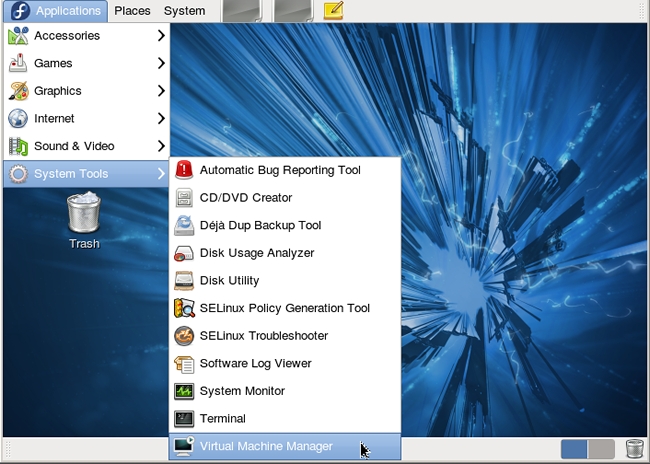 Applications Places System
Accessories
Games
Graphics
Internet
Sound & Video
System Tools
Automatic Bug Reporting Tool
CD/DVD Creator
Déjà Dup Backup Tool
Disk Usage Analyzer
Disk Utility
SELinux Policy Generation Tool
SELinux Troubleshooter
Software Log Viewer
System Monitor
Terminal
Virtual Machine Manager
Trash